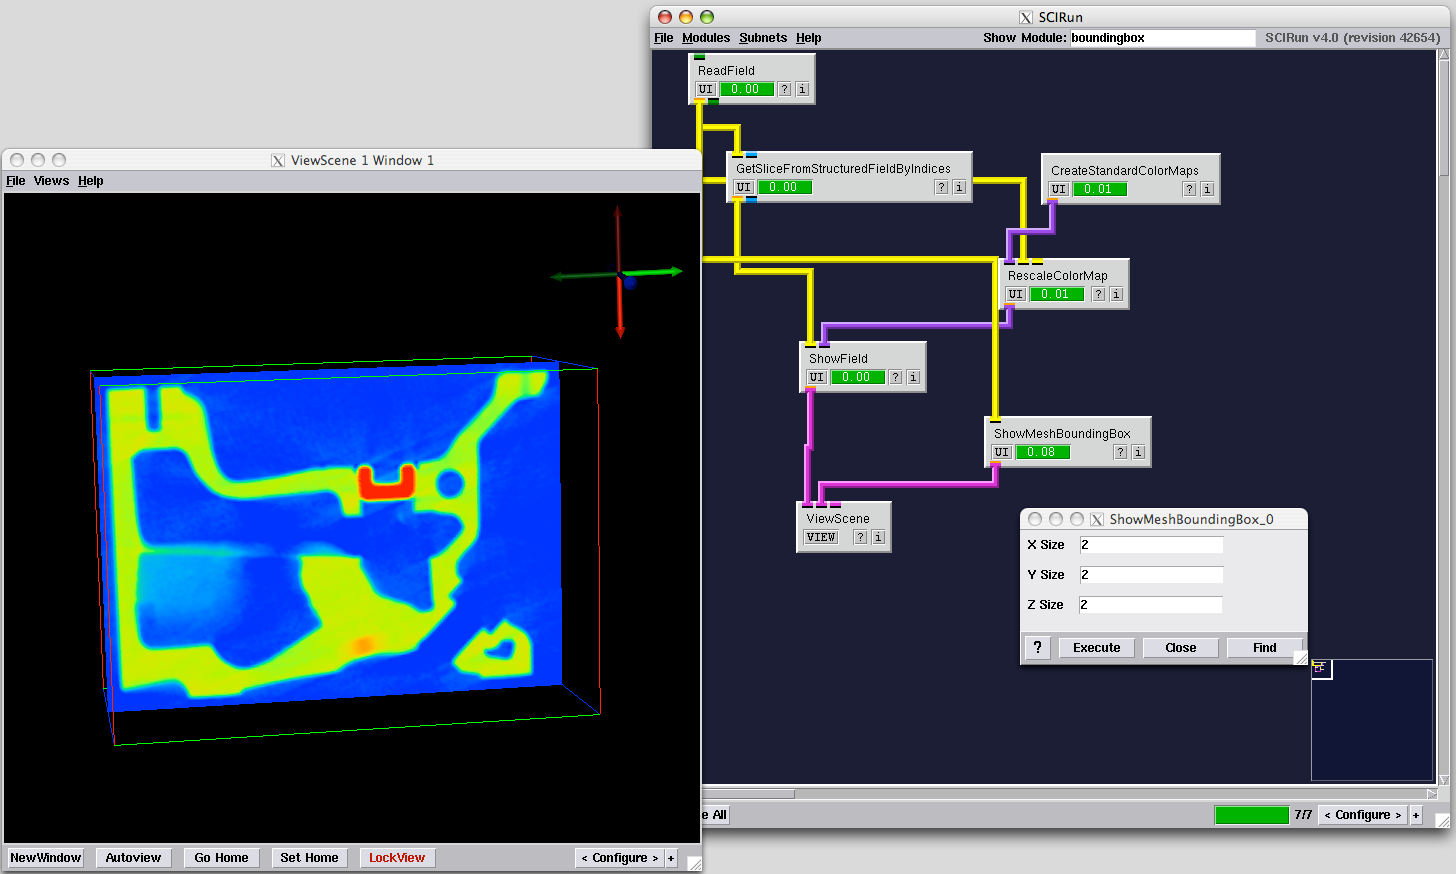 SCIRun
File Modules Subnets Help Show Module: boundingbox SCIRun v4.0 (revision 42654)
ReadField
UI 0.00 ? i
GetSliceFromStructuredFieldByIndices
UI 0.00 ? i
CreateStandardColorMaps
UI 0.01 ? i
RescaleColorMap
UI 0.01 ? i
ShowField
UI 0.00 ? i
ShowMeshBoundingBox
UI 0.08 ? i
ViewScene
VIEW ? i
ShowMeshBoundingBox_0
X Size 2
Y Size 2
Z Size 2
? Execute Close Find
e All 7/7 < Configure > +
ViewScene 1 Window 1
File Views Help
NewWindow Autoview Go Home Set Home LockView < Configure > +